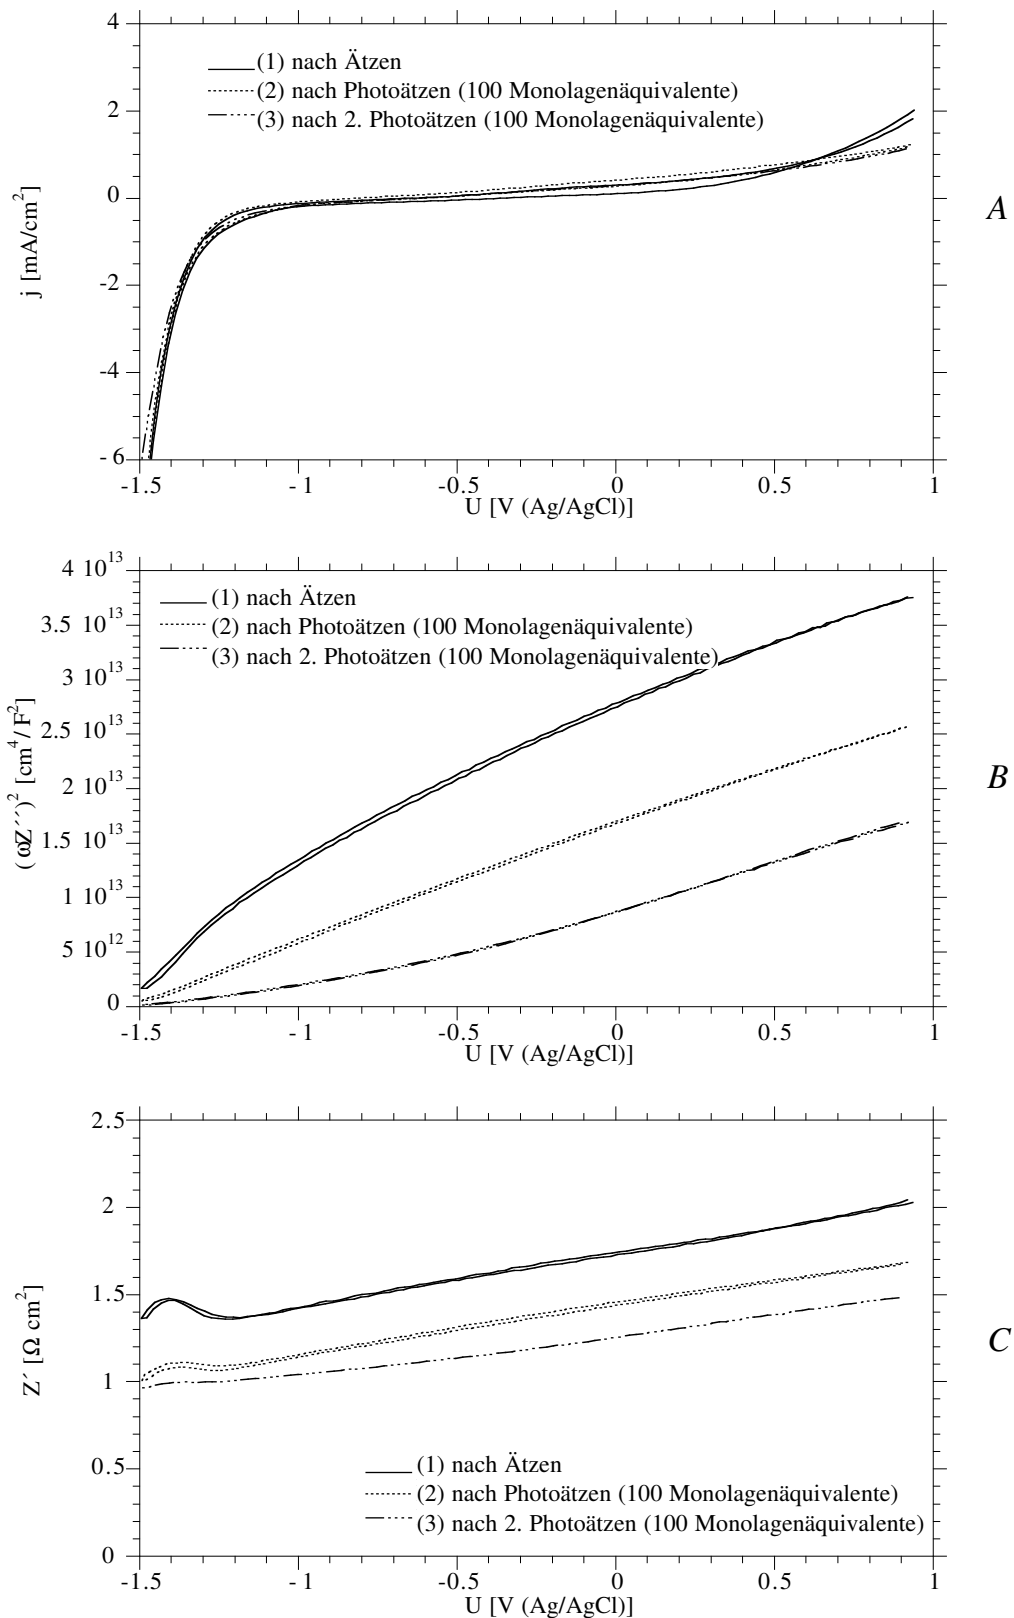 4
(1) nach Ätzen
(2) nach Photoätzen (100 Monolagenäquivalente)
(3) nach 2. Photoätzen (100 Monolagenäquivalente)
2
0
-2
-4
-6
j [mA/cm²]
A
-1.5 -1 -0.5 0 0.5 1
U [V (Ag/AgCl)]
4 10¹³
(1) nach Ätzen
(2) nach Photoätzen (100 Monolagenäquivalente)
(3) nach 2. Photoätzen (100 Monolagenäquivalente)
3.5 10¹³
3 10¹³
2.5 10¹³
2 10¹³
1.5 10¹³
1 10¹³
5 10¹²
0
(ωZ´´)² [cm⁴/F²]
B
-1.5 -1 -0.5 0 0.5 1
U [V (Ag/AgCl)]
2.5
2
1.5
1
0.5
0
Z´ [Ω cm²]
C
(1) nach Ätzen
(2) nach Photoätzen (100 Monolagenäquivalente)
(3) nach 2. Photoätzen (100 Monolagenäquivalente)
-1.5 -1 -0.5 0 0.5 1
U [V (Ag/AgCl)]